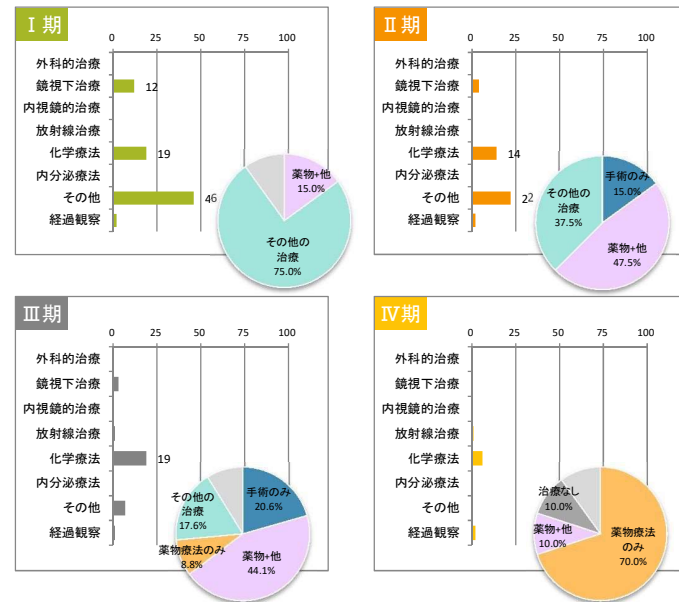 Ⅰ期
0 25 50 75 100
外科的治療
鏡視下治療
12
内視鏡的治療
放射線治療
化学療法
19
内分泌療法
その他
46
経過観察
薬物+他
15.0%
その他の
治療
75.0%
Ⅱ期
0 25 50 75 100
外科的治療
鏡視下治療
内視鏡的治療
放射線治療
化学療法
14
内分泌療法
その他
22
経過観察
手術のみ
15.0%
その他の
治療
37.5%
薬物+他
47.5%
Ⅲ期
0 25 50 75 100
外科的治療
鏡視下治療
内視鏡的治療
放射線治療
化学療法
19
内分泌療法
その他
経過観察
手術のみ
20.6%
その他の
治療
17.6%
薬物療法のみ
8.8%
薬物+他
44.1%
Ⅳ期
0 25 50 75 100
外科的治療
鏡視下治療
内視鏡的治療
放射線治療
化学療法
内分泌療法
その他
経過観察
治療なし
10.0%
薬物+他
10.0%
薬物療法
のみ
70.0%